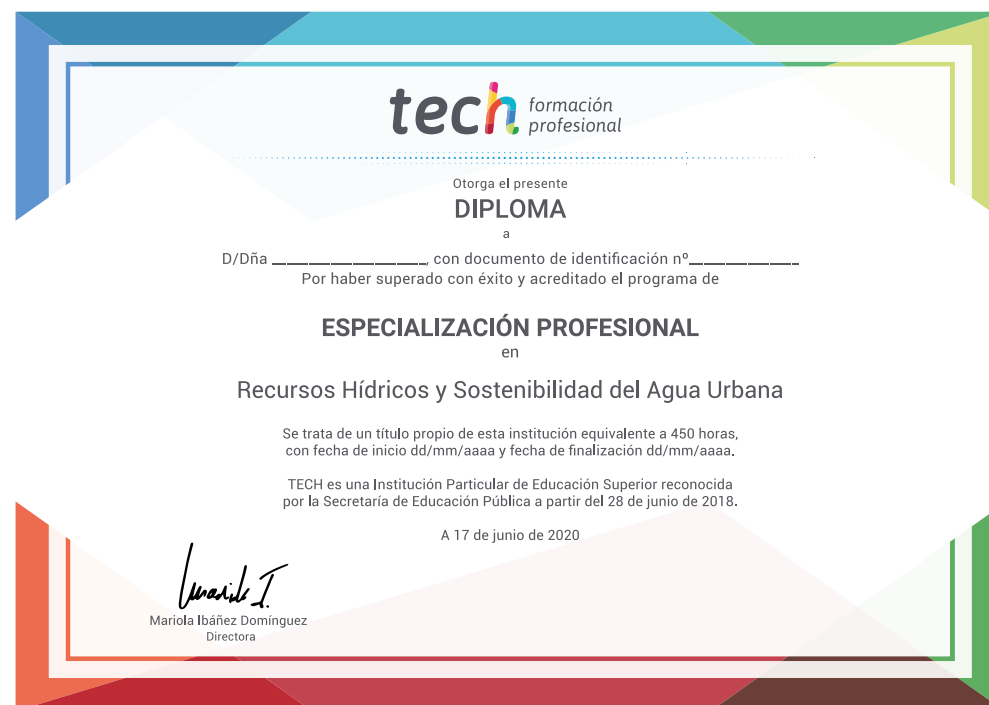 tech formación
profesional
Otorga el presente
DIPLOMA
a
D/Dña ____________________, con documento de identificación nº______________
Por haber superado con éxito y acreditado el programa de
ESPECIALIZACIÓN PROFESIONAL
en
Recursos Hídricos y Sostenibilidad del Agua Urbana
Se trata de un título propio de esta institución equivalente a 450 horas,
con fecha de inicio dd/mm/aaaa y fecha de finalización dd/mm/aaaa.
TECH es una Institución Particular de Educación Superior reconocida
por la Secretaría de Educación Pública a partir del 28 de junio de 2018.
A 17 de junio de 2020
Mariola Ibáñez Domínguez
Directora